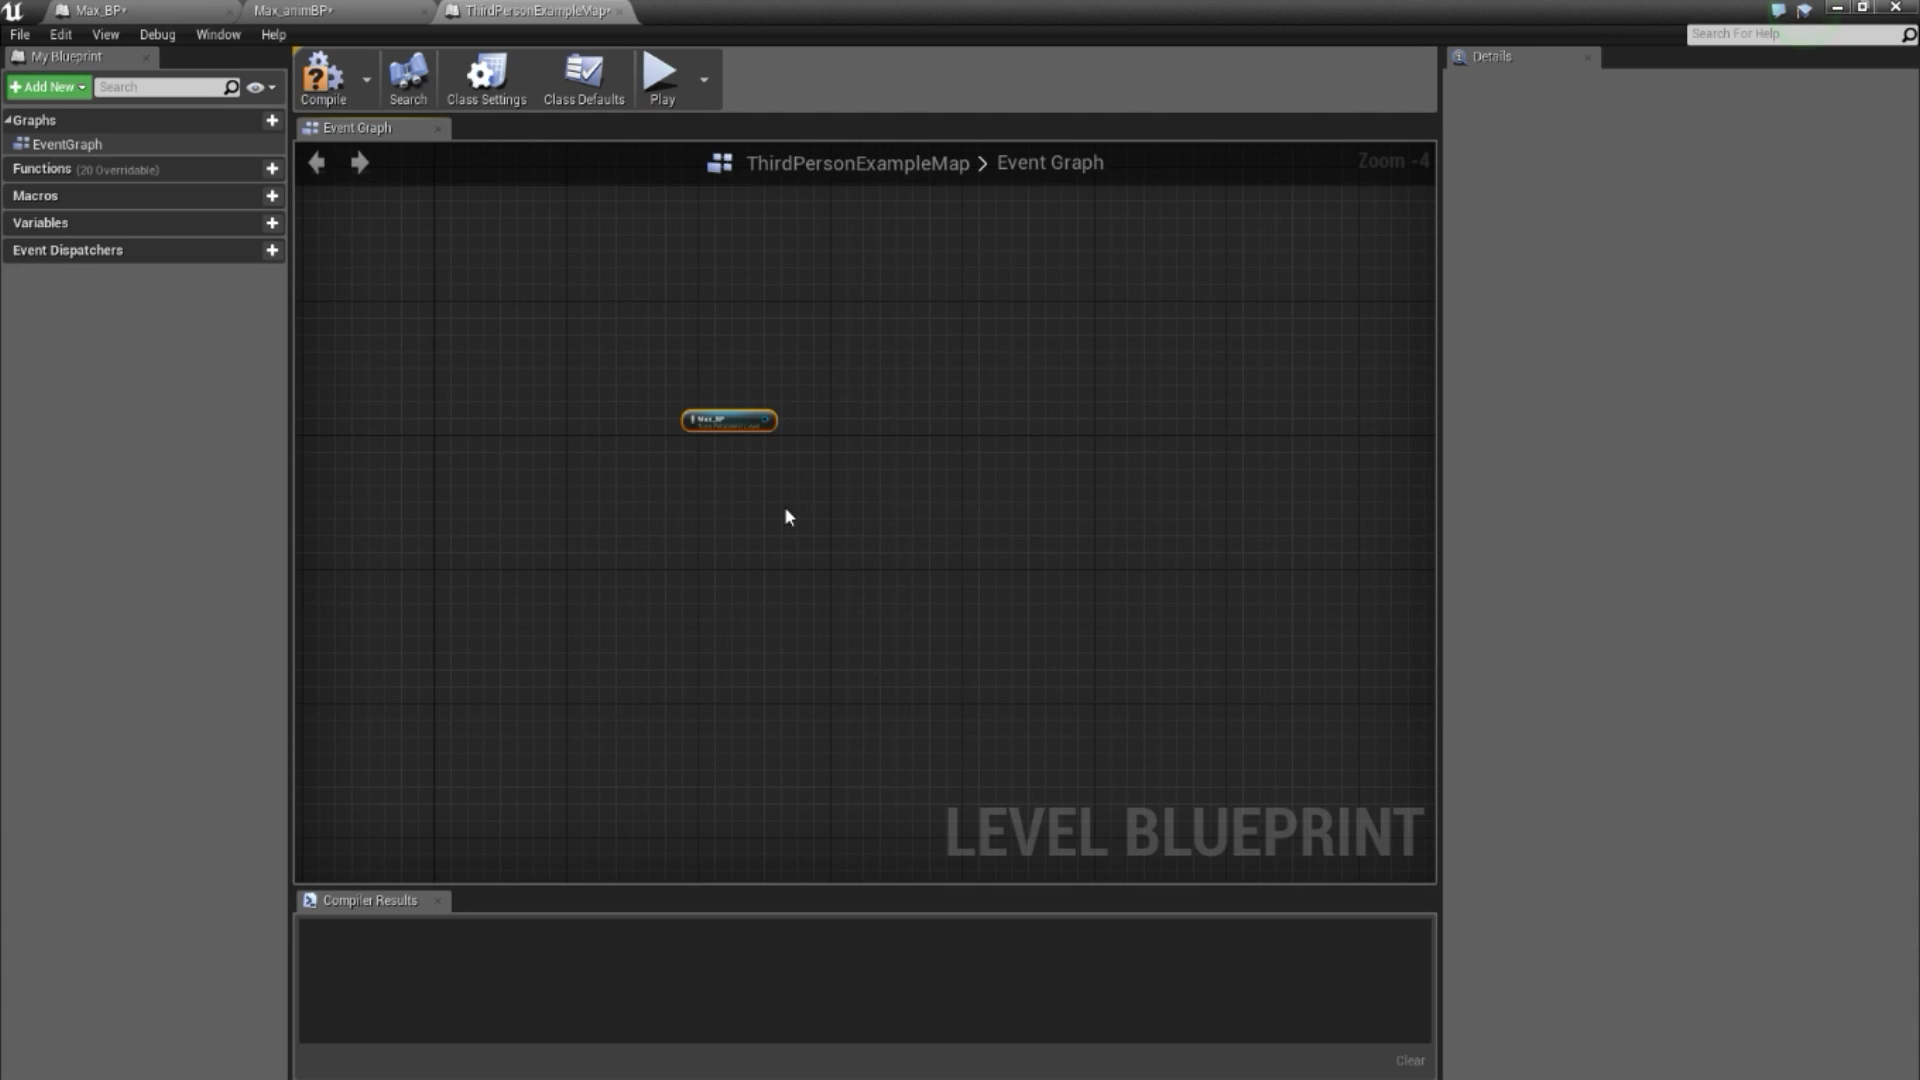 Max_BP*
Max_animBP*
ThirdPersonExampleMap*
File Edit View Debug Window Help
Search For Help
My Blueprint
Add New
Search
Graphs
EventGraph
Functions (20 Overridable)
Macros
Variables
Event Dispatchers
Compile
Search
Class Settings
Class Defaults
Play
Event Graph
ThirdPersonExampleMap > Event Graph
Zoom -4
Max_BP
LEVEL BLUEPRINT
Compiler Results
Clear
Details